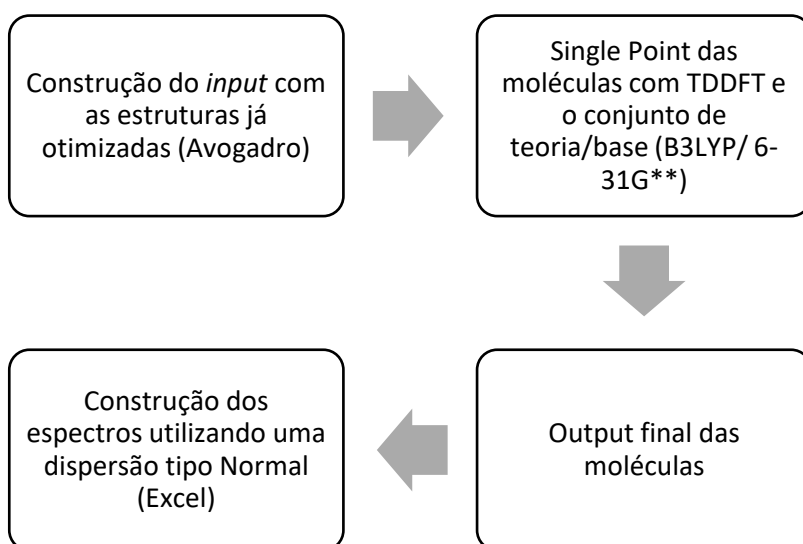 Construção do input com
as estruturas já
otimizadas (Avogadro)
Single Point das
moléculas com TDDFT e
o conjunto de
teoria/base (B3LYP/ 6-
31G**)
Output final das
moléculas
Construção dos
espectros utilizando uma
dispersão tipo Normal
(Excel)